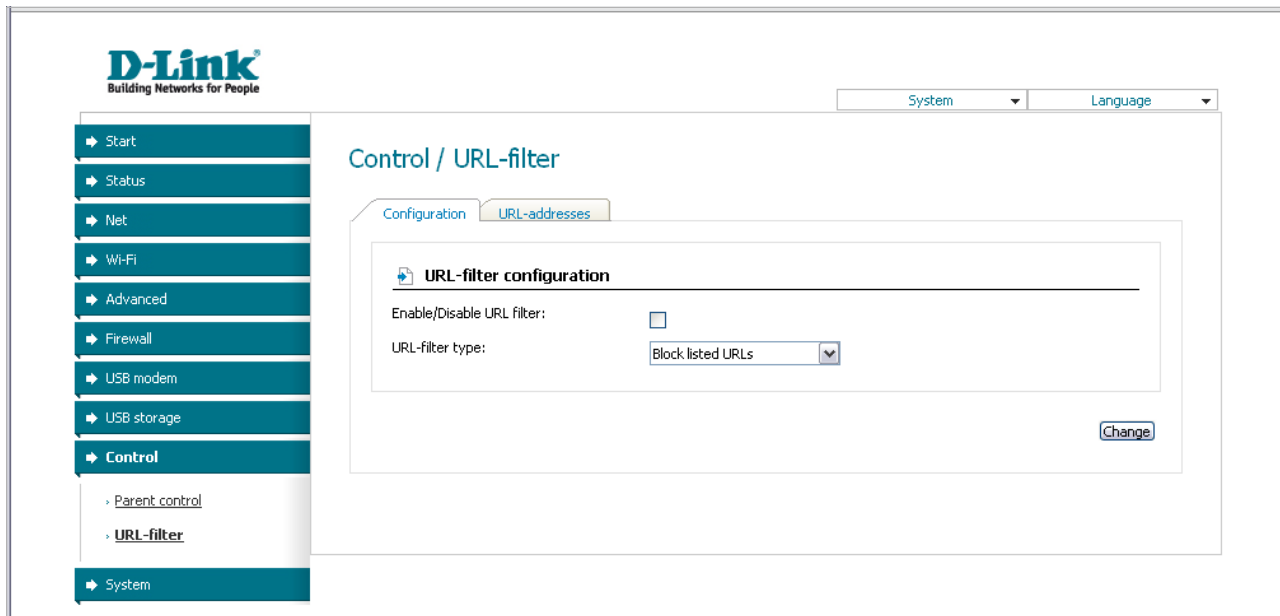 D-Link
Building Networks for People
System
Language
Start
Status
Net
Wi-Fi
Advanced
Firewall
USB modem
USB storage
Control
Parent control
URL-filter
System
Control / URL-filter
Configuration
URL-addresses
URL-filter configuration
Enable/Disable URL filter:
URL-filter type:
Block listed URLs
Change